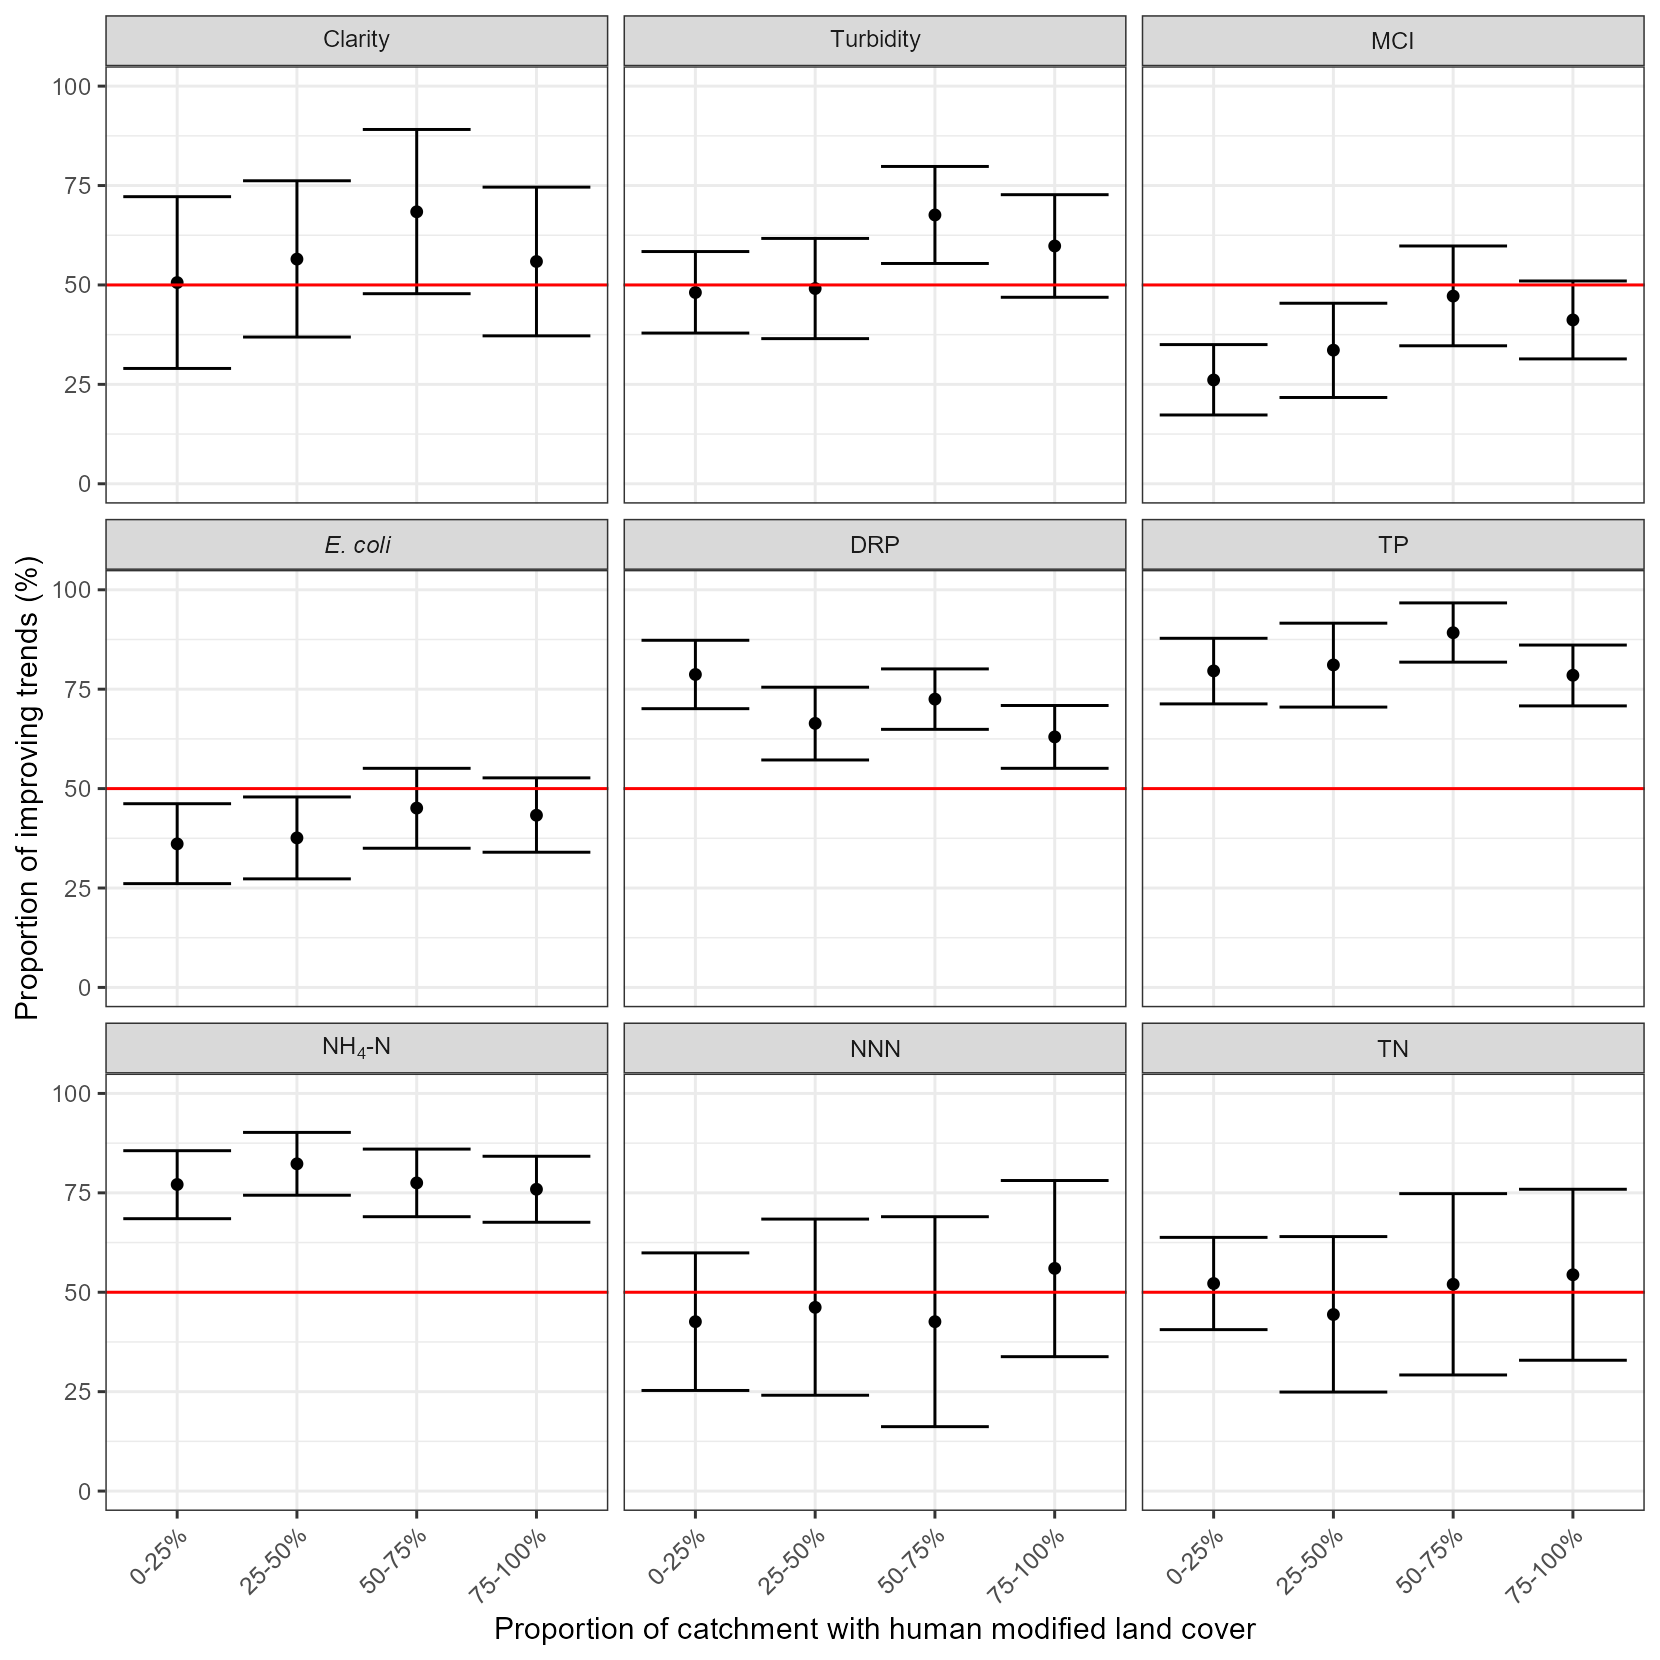 Clarity Turbidity MCI
100
75
50
25
0
E. coli DRP TP
100
75
50
25
0
NH₄-N NNN TN
100
75
50
25
0
0-25% 25-50% 50-75% 75-100% 0-25% 25-50% 50-75% 75-100% 0-25% 25-50% 50-75% 75-100%
Proportion of catchment with human modified land cover
Proportion of improving trends (%)